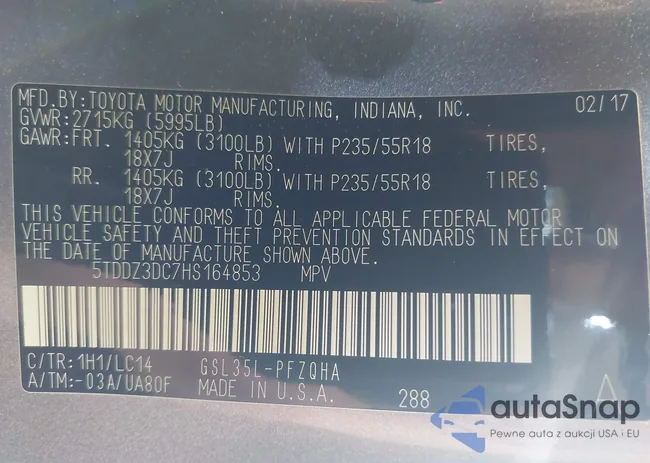 MFD.BY:TOYOTA MOTOR MANUFACTURING, INDIANA, INC. 02/17
GVWR:2715KG (5995LB)
GAWR:FRT. 1405KG (3100LB) WITH P235/55R18 TIRES,
18X7J RIMS.
RR. 1405KG (3100LB) WITH P235/55R18 TIRES,
18X7J RIMS.
THIS VEHICLE CONFORMS TO ALL APPLICABLE FEDERAL MOTOR
VEHICLE SAFETY AND THEFT PREVENTION STANDARDS IN EFFECT ON
THE DATE OF MANUFACTURE SHOWN ABOVE.
5TDDZ3DC7HS164853 MPV
C/TR:1H1/LC14 GSL35L-PFZQHA
A/TM:-03A/UA80F MADE IN U.S.A. 288 A
autaSnap
Pewne auta z aukcji USA i EU